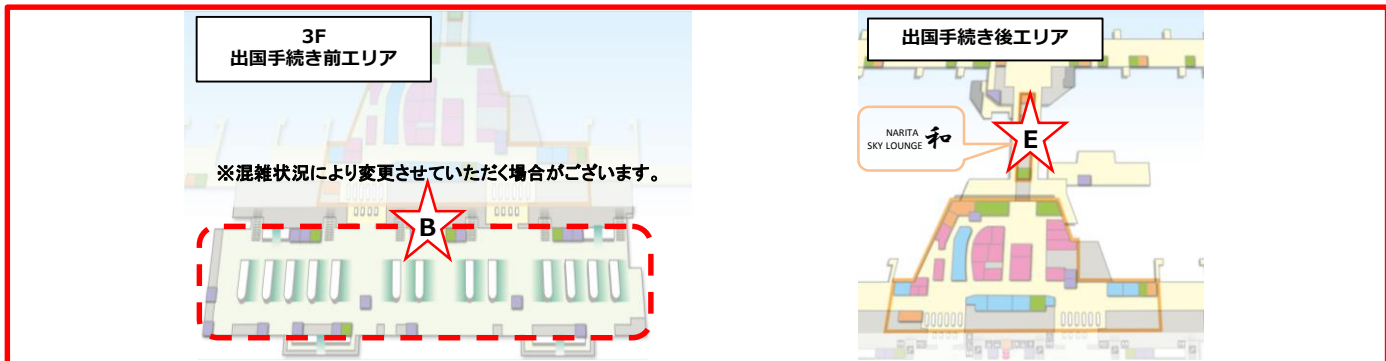 3F
出国手続き前エリア
※混雑状況により変更させていただく場合がございます。
B
出国手続き後エリア
NARITA
SKY LOUNGE 和
E